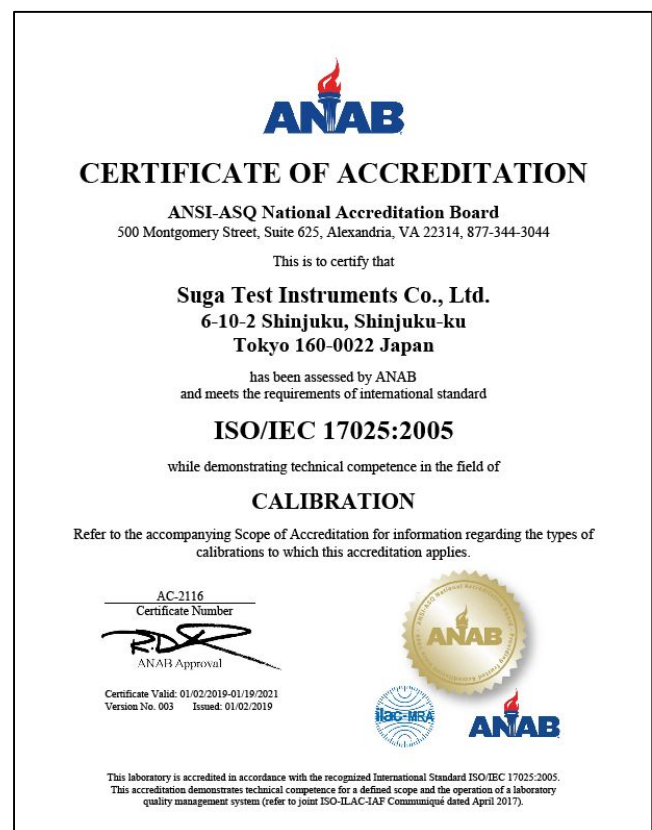 ANAB
CERTIFICATE OF ACCREDITATION
ANSI-ASQ National Accreditation Board
500 Montgomery Street, Suite 625, Alexandria, VA 22314, 877-344-3044
This is to certify that
Suga Test Instruments Co., Ltd.
6-10-2 Shinjuku, Shinjuku-ku
Tokyo 160-0022 Japan
has been assessed by ANAB
and meets the requirements of international standard
ISO/IEC 17025:2005
while demonstrating technical competence in the field of
CALIBRATION
Refer to the accompanying Scope of Accreditation for information regarding the types of
calibrations to which this accreditation applies.
AC-2116
Certificate Number
ANAB Approval
Certificate Valid: 01/02/2019-01/19/2021
Version No. 003 Issued: 01/02/2019
ANAB
ilac-MRA
ANAB
This laboratory is accredited in accordance with the recognized International Standard ISO/IEC 17025:2005.
This accreditation demonstrates technical competence for a defined scope and the operation of a laboratory
quality management system (refer to joint ISO-ILAC-IAF Communiqué dated April 2017).